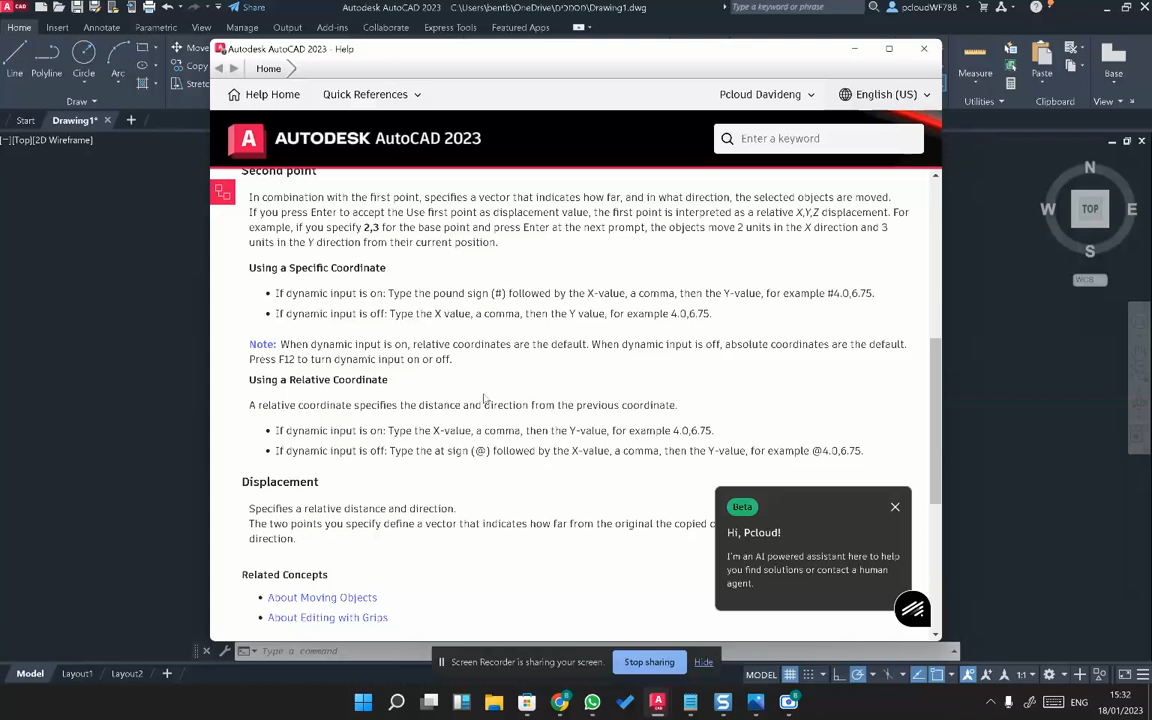 Share
Autodesk AutoCAD 2023
C:\Users\bentb\OneDrive\מסמכים\Drawing1.dwg
Type a keyword or phrase
pcloudWF788
Home Insert Annotate Parametric View Manage Output Add-ins Collaborate Express Tools Featured Apps
Line Polyline Circle Arc
Move
Copy
Stretch
Draw
Measure
Utilities
Paste
Clipboard
Base
View
Start Drawing1*
[−][Top][2D Wireframe]
Autodesk AutoCAD 2023 - Help
Home
Help Home Quick References
Pcloud Davideng English (US)
A AUTODESK AutoCAD 2023
Enter a keyword
Second point
In combination with the first point, specifies a vector that indicates how far, and in what direction, the selected objects are moved.
If you press Enter to accept the Use first point as displacement value, the first point is interpreted as a relative X,Y,Z displacement. For
example, if you specify 2,3 for the base point and press Enter at the next prompt, the objects move 2 units in the X direction and 3
units in the Y direction from their current position.
Using a Specific Coordinate
• If dynamic input is on: Type the pound sign (#) followed by the X-value, a comma, then the Y-value, for example #4.0,6.75.
• If dynamic input is off: Type the X value, a comma, then the Y value, for example 4.0,6.75.
Note: When dynamic input is on, relative coordinates are the default. When dynamic input is off, absolute coordinates are the default.
Press F12 to turn dynamic input on or off.
Using a Relative Coordinate
A relative coordinate specifies the distance and direction from the previous coordinate.
• If dynamic input is on: Type the X-value, a comma, then the Y-value, for example 4.0,6.75.
• If dynamic input is off: Type the at sign (@) followed by the X-value, a comma, then the Y-value, for example @4.0,6.75.
Displacement
Specifies a relative distance and direction.
The two points you specify define a vector that indicates how far from the original the copied
direction.
Related Concepts
• About Moving Objects
• About Editing with Grips
Beta
Hi, Pcloud!
I'm an AI powered assistant here to help
you find solutions or contact a human
agent.
N
W TOP E
S
WCS
Type a command
Screen Recorder is sharing your screen. Stop sharing Hide
Model Layout1 Layout2
MODEL
1:1
ENG
15:32
18/01/2023